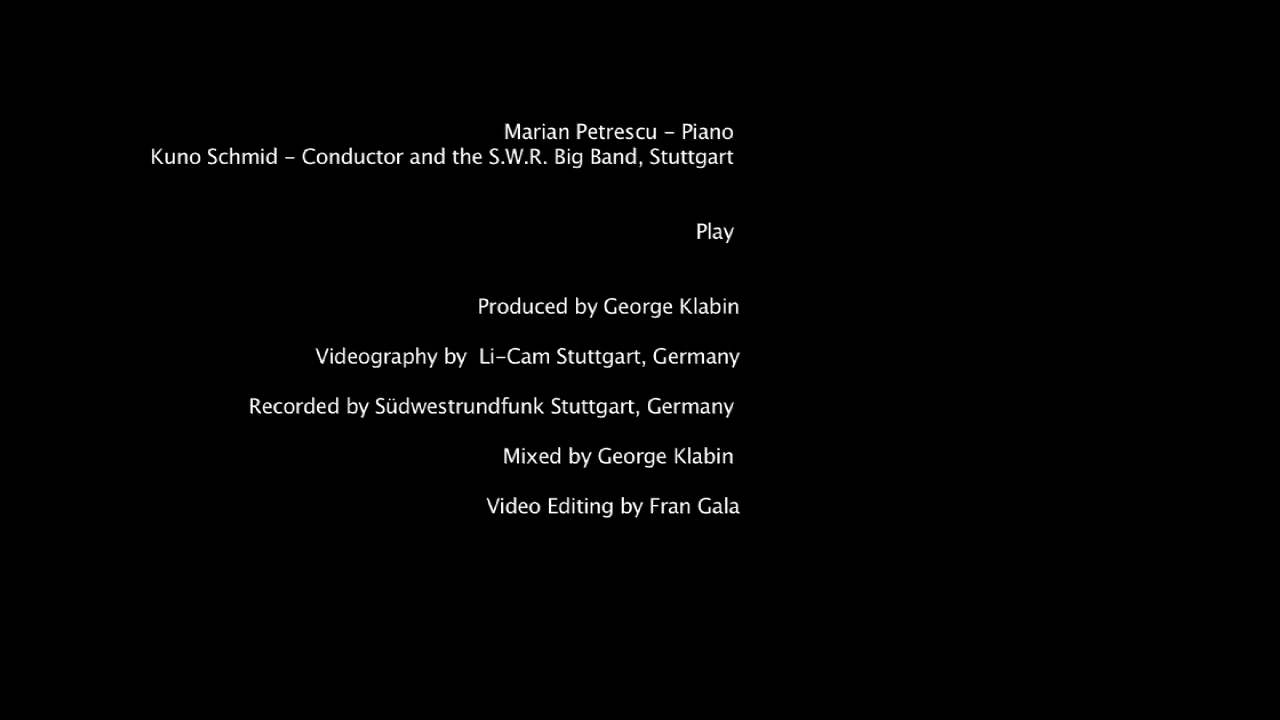 Marian Petrescu – Piano
Kuno Schmid – Conductor and the S.W.R. Big Band, Stuttgart
Play
Produced by George Klabin
Videography by Li-Cam Stuttgart, Germany
Recorded by Südwestrundfunk Stuttgart, Germany
Mixed by George Klabin
Video Editing by Fran Gala